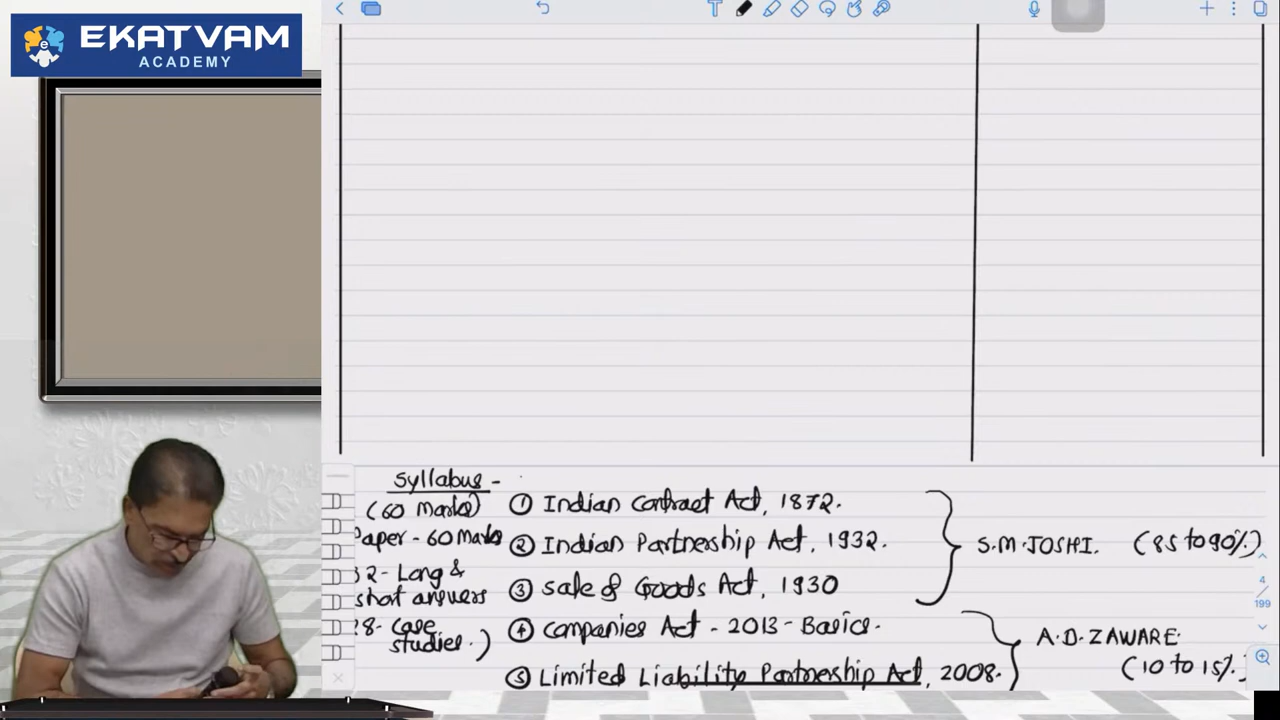 EKATVAM
ACADEMY
T
4
199
Syllabus -
(60 Marks)
Paper - 60 Marks
32 - Long &
short answers
28 - case
studies.)
① Indian Contract Act, 1872.
② Indian Partnership Act, 1932.
③ Sale of Goods Act, 1930
④ Companies Act - 2013 - Basics.
⑤ Limited Liability Partnership Act, 2008.
S.M. JOSHI. (85 to 90%)
A.D. ZAWARE.
(10 to 15%)